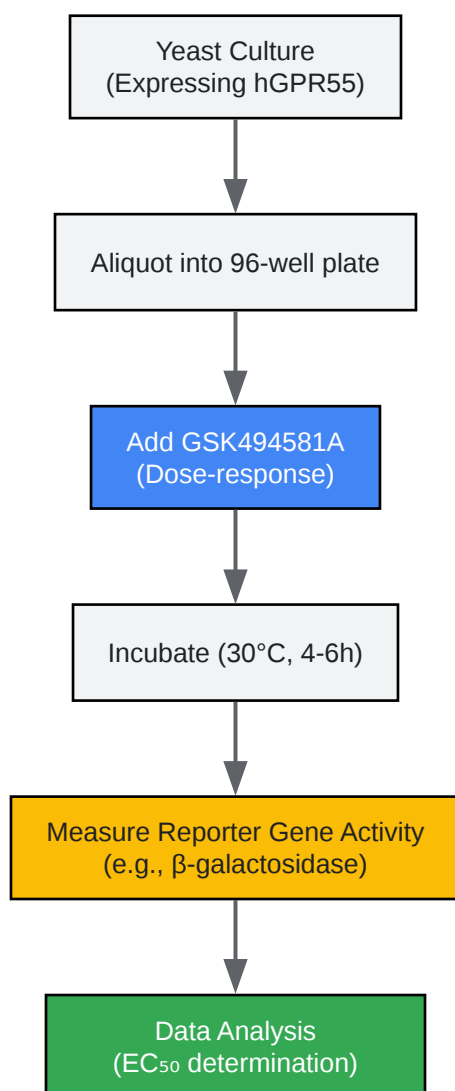 Yeast Culture
(Expressing hGPR55)
Aliquot into 96-well plate
Add GSK494581A
(Dose-response)
Incubate (30°C, 4-6h)
Measure Reporter Gene Activity
(e.g., β-galactosidase)
Data Analysis
(EC₅₀ determination)